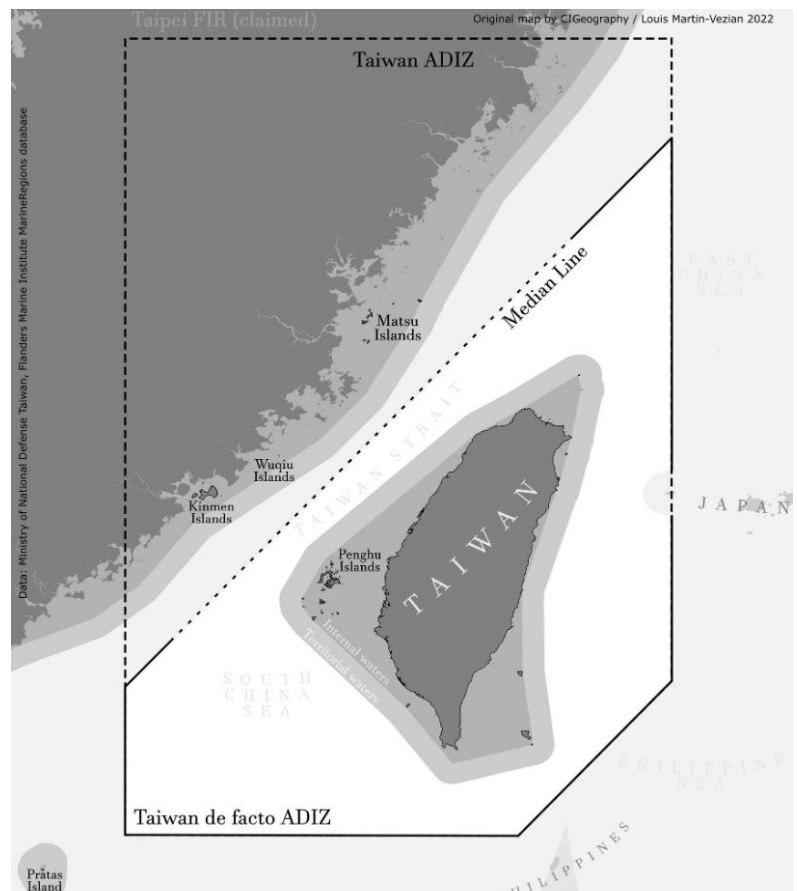 Taipei FIR (claimed)
Original map by CIGeography / Louis Martin-Vezian 2022
Taiwan ADIZ
Data: Ministry of National Defense Taiwan, Flanders Marine Institute MarineRegions database
EAST
CHINA
SEA
Median Line
Matsu
Islands
TAIWAN STRAIT
Wuqiu
Islands
Kinmen
Islands
JAPAN
Penghu
Islands
TAIWAN
Internal waters
Territorial waters
SOUTH
CHINA
SEA
PHILIPPINE
SEA
Taiwan de facto ADIZ
Pratas
Island
HILIPPINES